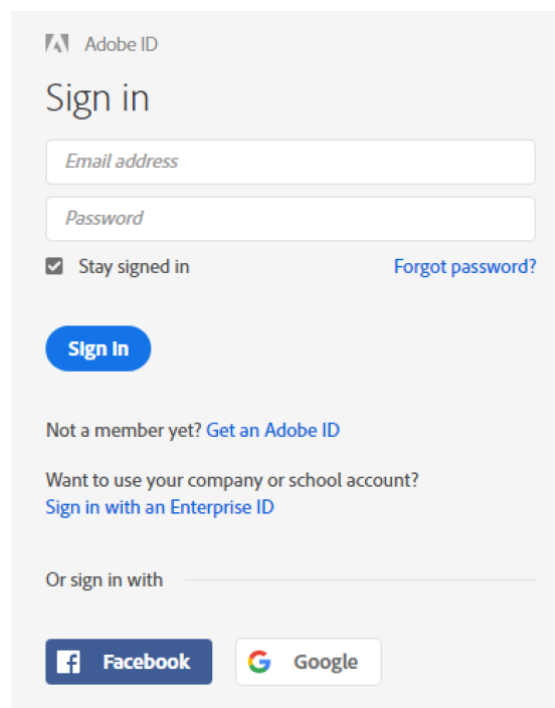 Adobe ID
Sign in
Email address
Password
Stay signed in Forgot password?
Sign In
Not a member yet? Get an Adobe ID
Want to use your company or school account?
Sign in with an Enterprise ID
Or sign in with
Facebook Google